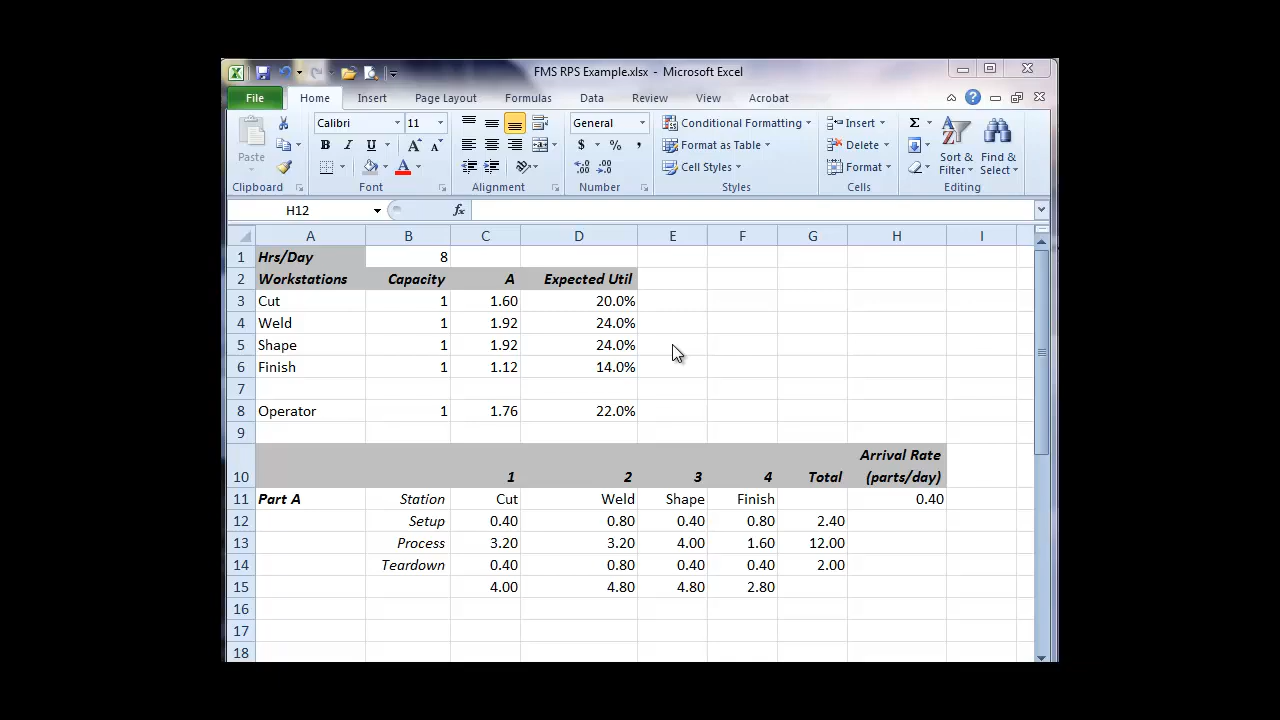 FMS RPS Example.xlsx - Microsoft Excel
File Home Insert Page Layout Formulas Data Review View Acrobat
Calibri 11 General Conditional Formatting Insert Σ
Paste B I U $ % , Format as Table Delete Sort & Find &
Cell Styles Format Filter Select
Clipboard Font Alignment Number Styles Cells Editing
H12 fx
A B C D E F G H I
1 Hrs/Day 8
2 Workstations Capacity A Expected Util
3 Cut 1 1.60 20.0%
4 Weld 1 1.92 24.0%
5 Shape 1 1.92 24.0%
6 Finish 1 1.12 14.0%
7
8 Operator 1 1.76 22.0%
9
Arrival Rate
10 1 2 3 4 Total (parts/day)
11 Part A Station Cut Weld Shape Finish 0.40
12 Setup 0.40 0.80 0.40 0.80 2.40
13 Process 3.20 3.20 4.00 1.60 12.00
14 Teardown 0.40 0.80 0.40 0.40 2.00
15 4.00 4.80 4.80 2.80
16
17
18